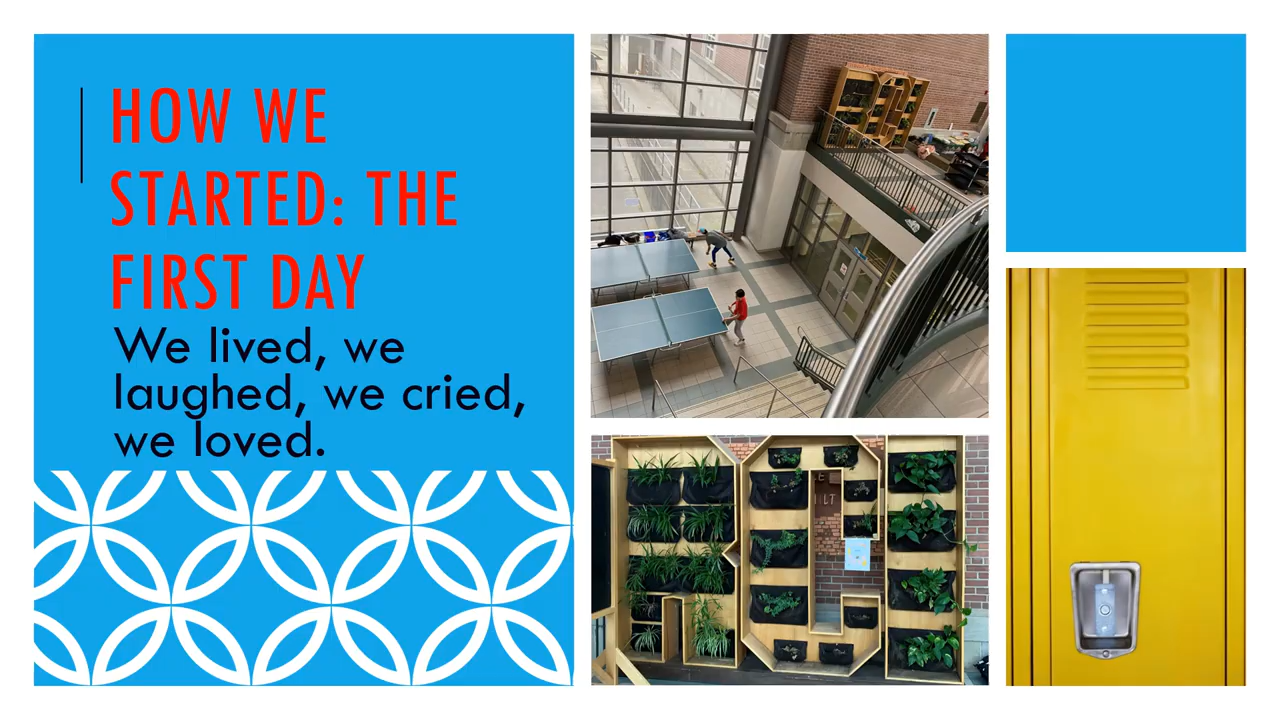 HOW WE
STARTED: THE
FIRST DAY
We lived, we
laughed, we cried,
we loved.